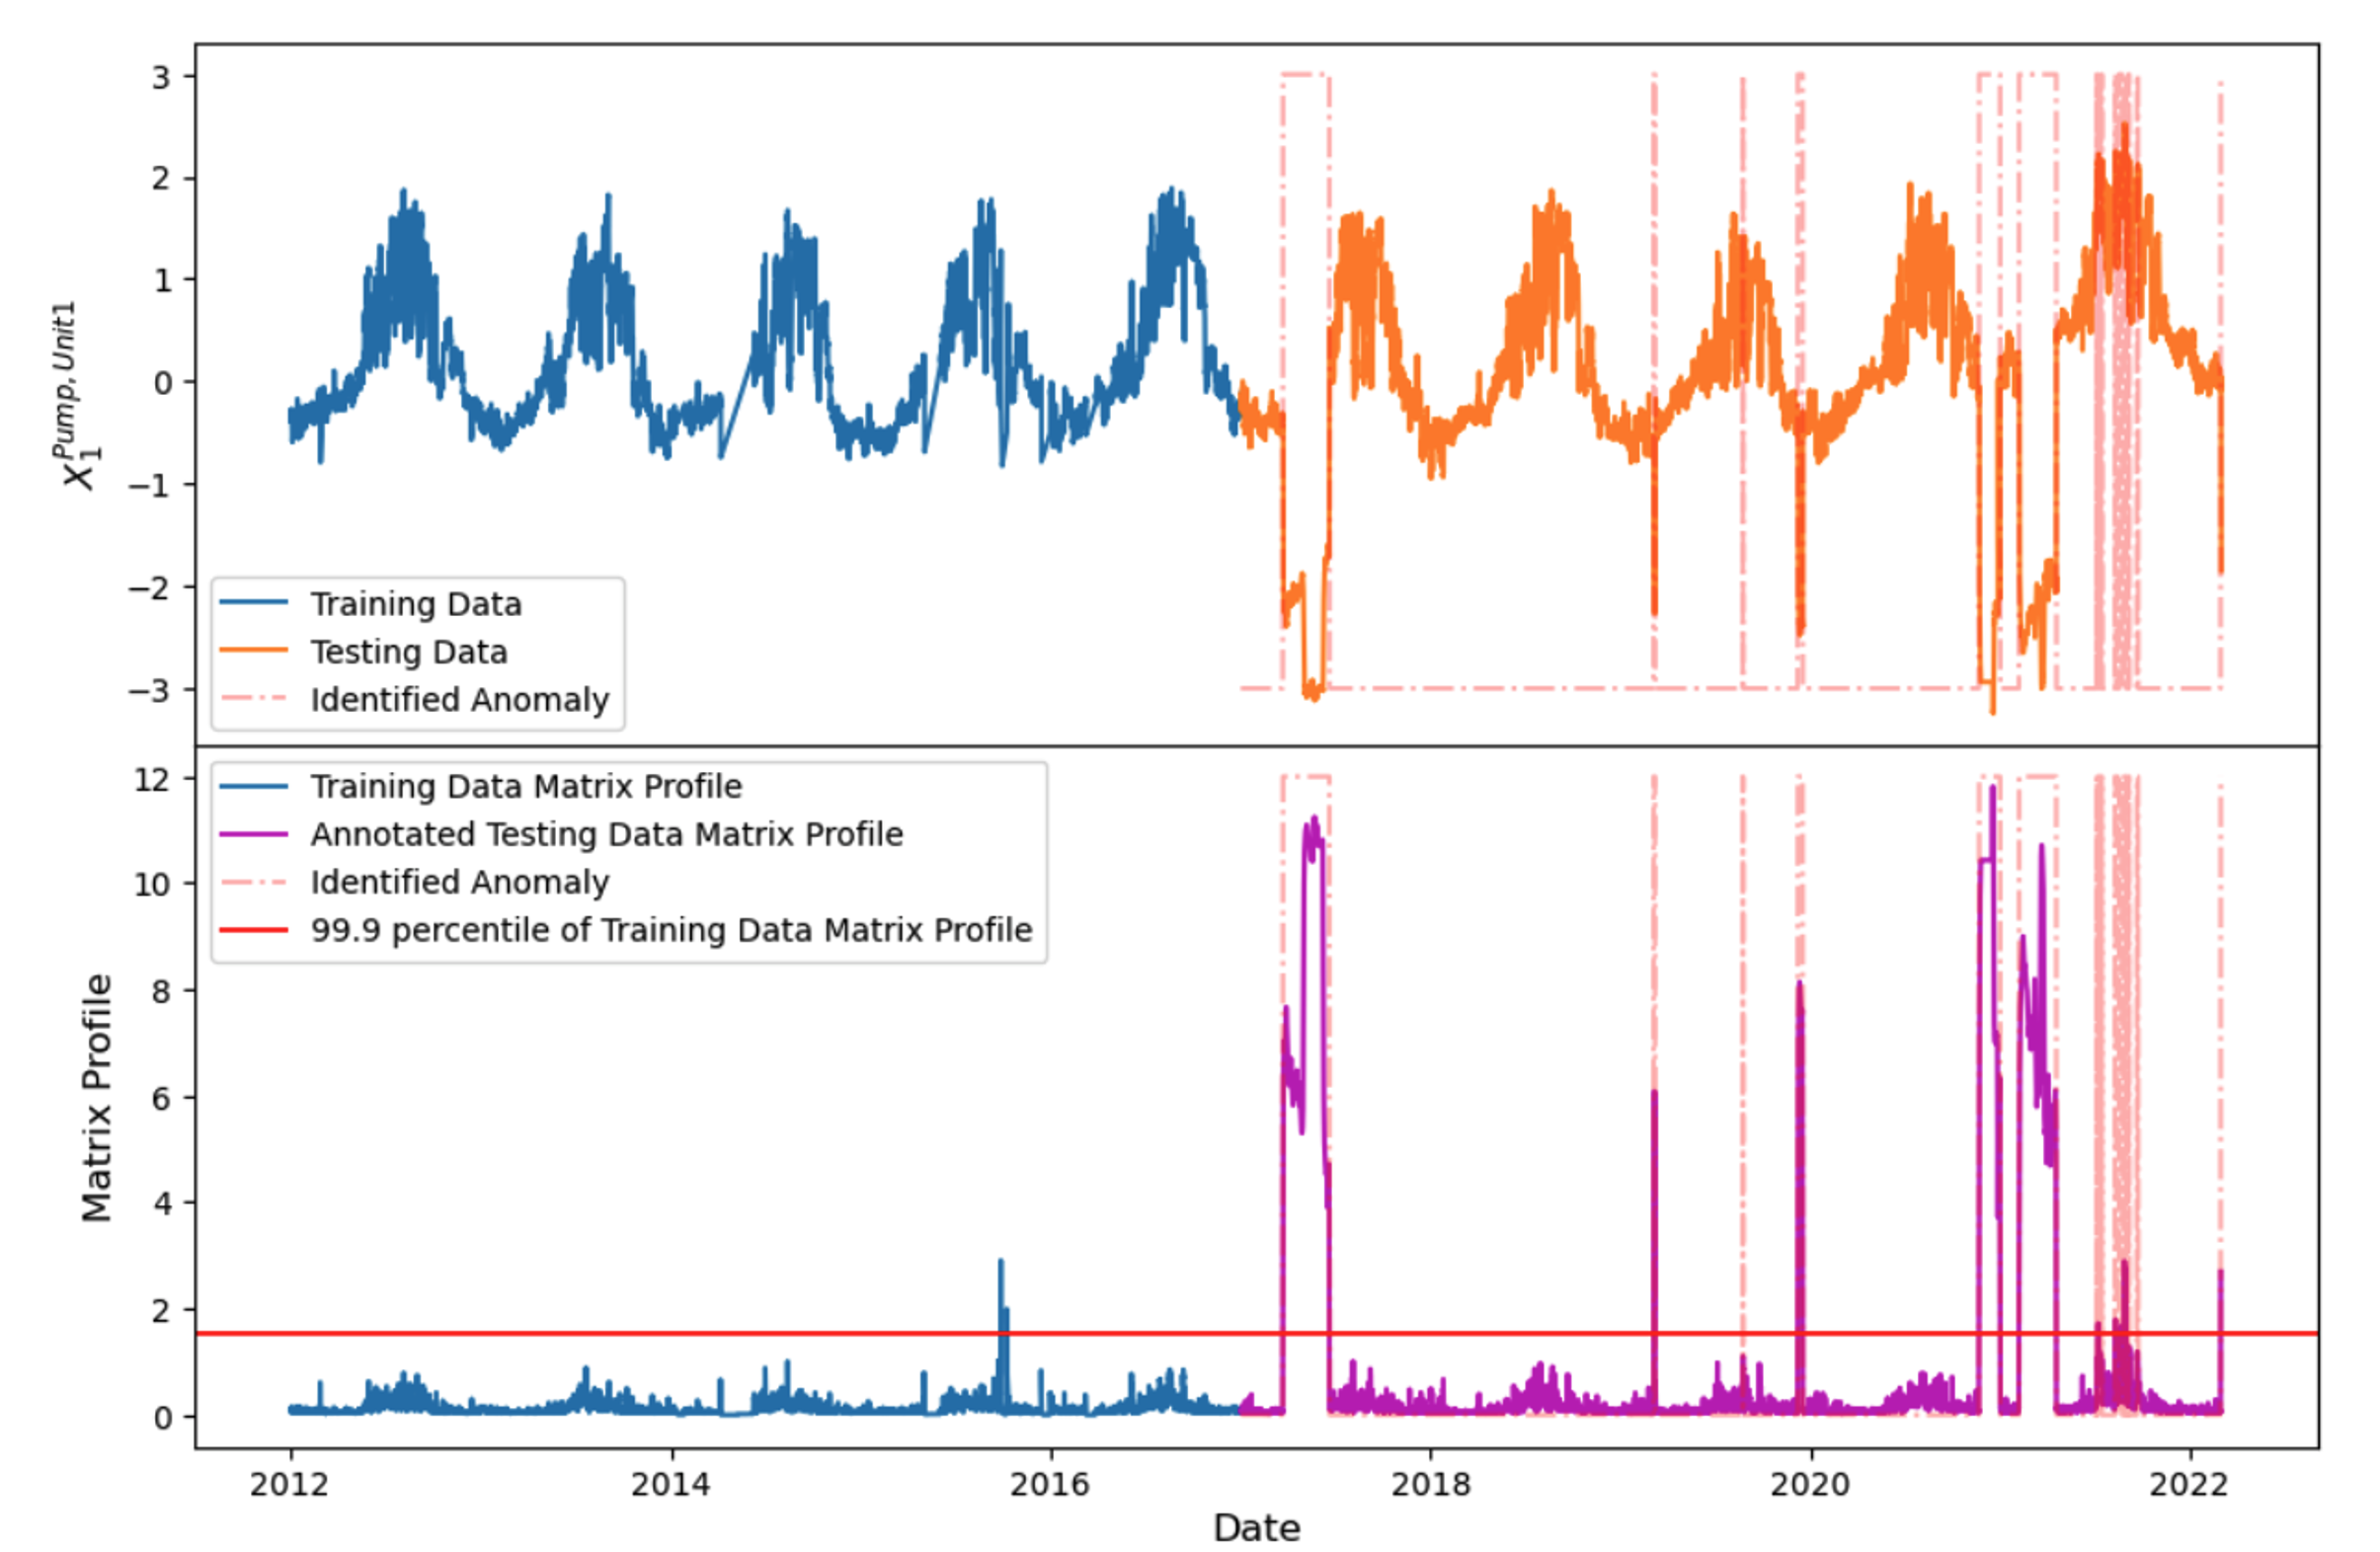 3
2
1
0
−1
−2
−3
X₁^{Pump, Unit1}
Training Data
Testing Data
Identified Anomaly
12
10
8
6
4
2
0
Matrix Profile
Training Data Matrix Profile
Annotated Testing Data Matrix Profile
Identified Anomaly
99.9 percentile of Training Data Matrix Profile
2012 2014 2016 2018 2020 2022
Date